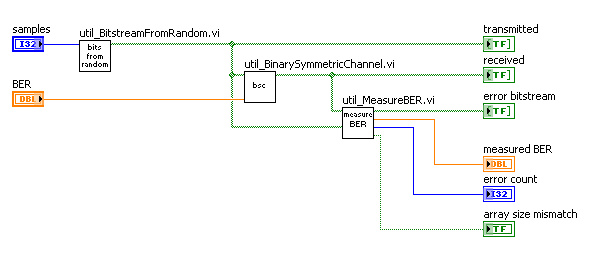 samples
I32
util_BitstreamFromRandom.vi
bits
from
random
transmitted
TF
util_BinarySymmetricChannel.vi
received
TF
BER
DBL
bsc
util_MeasureBER.vi
error bitstream
TF
measure
BER
measured BER
DBL
error count
I32
array size mismatch
TF